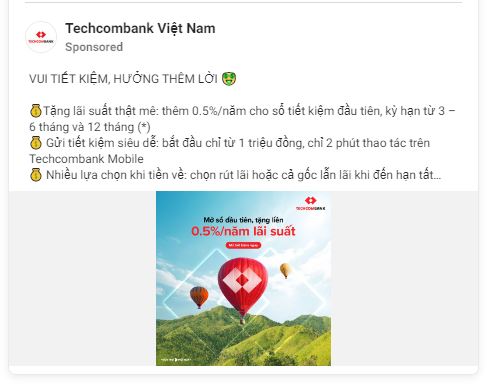 TECHCOMBANK
Techcombank Việt Nam
Sponsored
VUI TIẾT KIỆM, HƯỞNG THÊM LỜI 🤑
💰Tặng lãi suất thật mê: thêm 0.5%/năm cho sổ tiết kiệm đầu tiên, kỳ hạn từ 3 –
6 tháng và 12 tháng (*)
💰 Gửi tiết kiệm siêu dễ: bắt đầu chỉ từ 1 triệu đồng, chỉ 2 phút thao tác trên
Techcombank Mobile
💰 Nhiều lựa chọn khi tiền về: chọn rút lãi hoặc cả gốc lẫn lãi khi đến hạn tất...
TECHCOMBANK
Mở sổ đầu tiên, tặng liền
0.5%/năm lãi suất